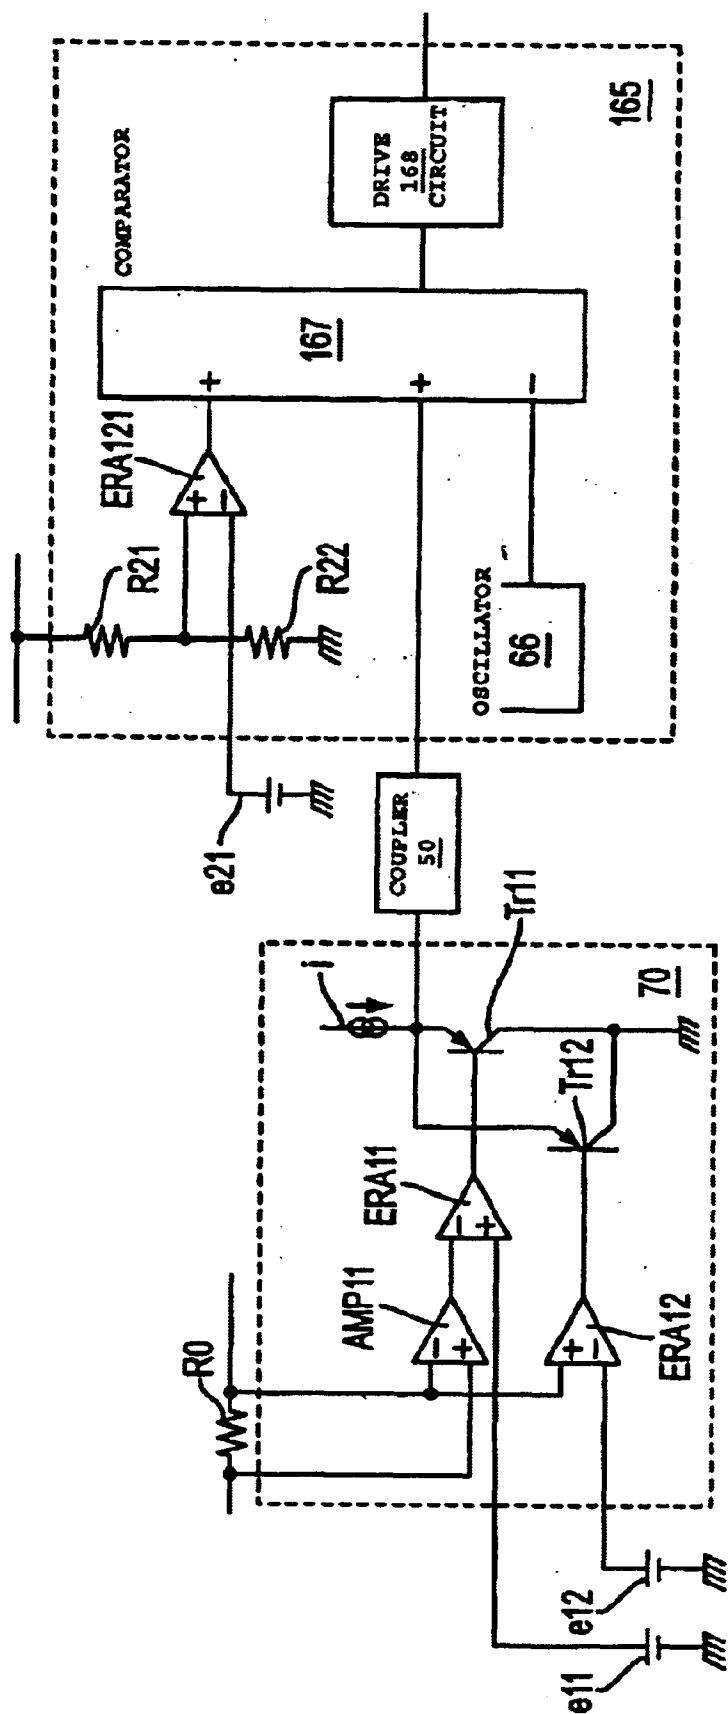 R0
AMP11
ERA11
i
COUPLER
50
e21
R21
ERA121
COMPARATOR
+
-
+
167
+
-
DRIVE
168
CIRCUIT
R22
OSCILLATOR
66
165
-
+
-
+
Tr11
70
Tr12
+
-
ERA12
e12
e11